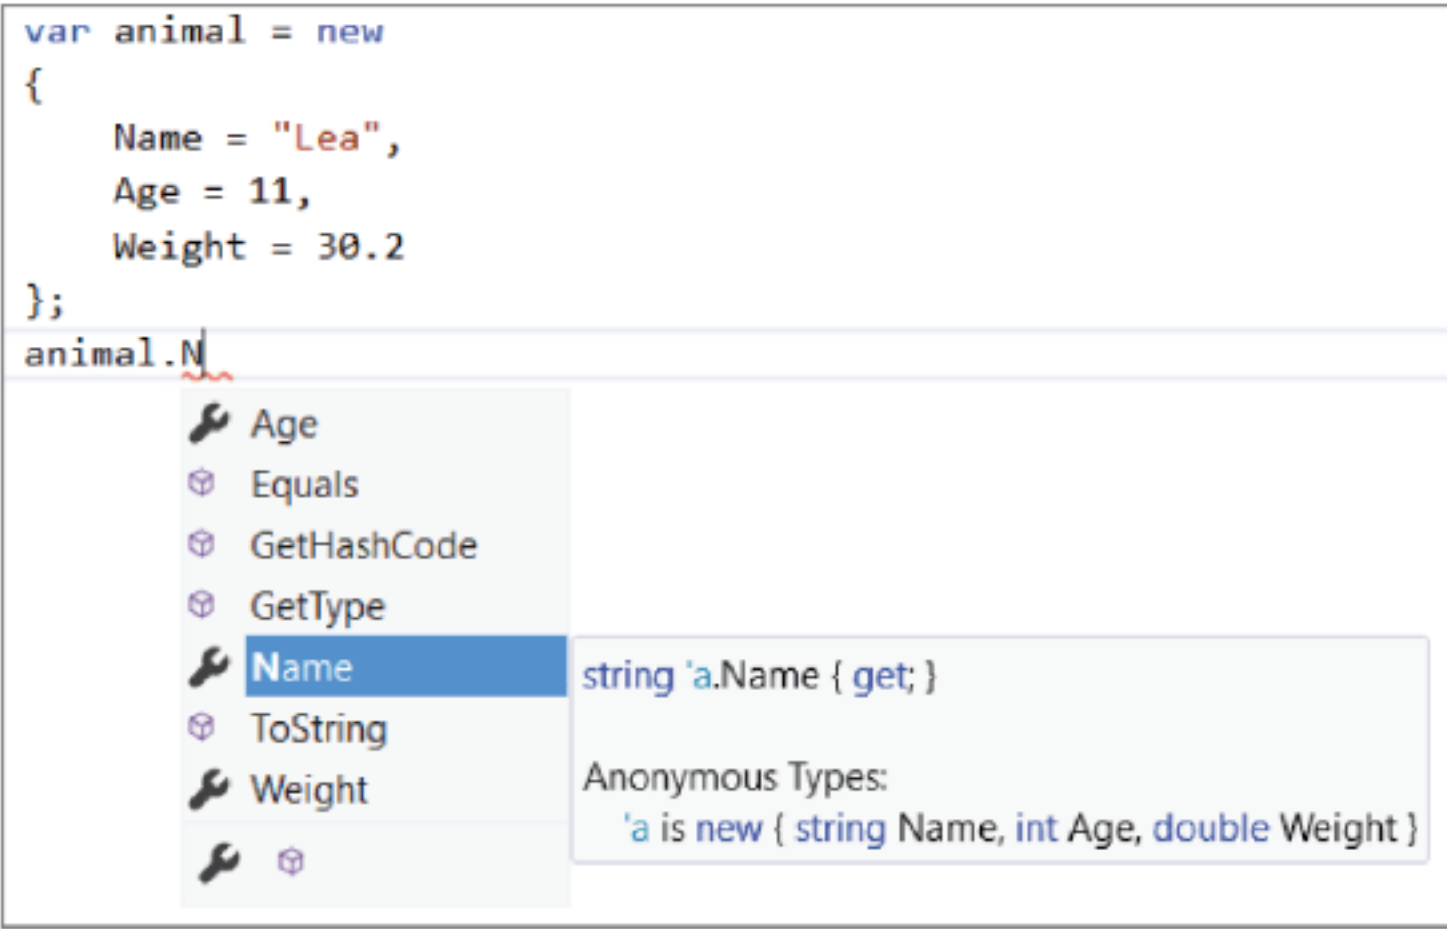 var animal = new
{
Name = "Lea",
Age = 11,
Weight = 30.2
};
animal.N
Age
Equals
GetHashCode
GetType
Name
ToString
Weight
string 'a.Name { get; }
Anonymous Types:
'a is new { string Name, int Age, double Weight }